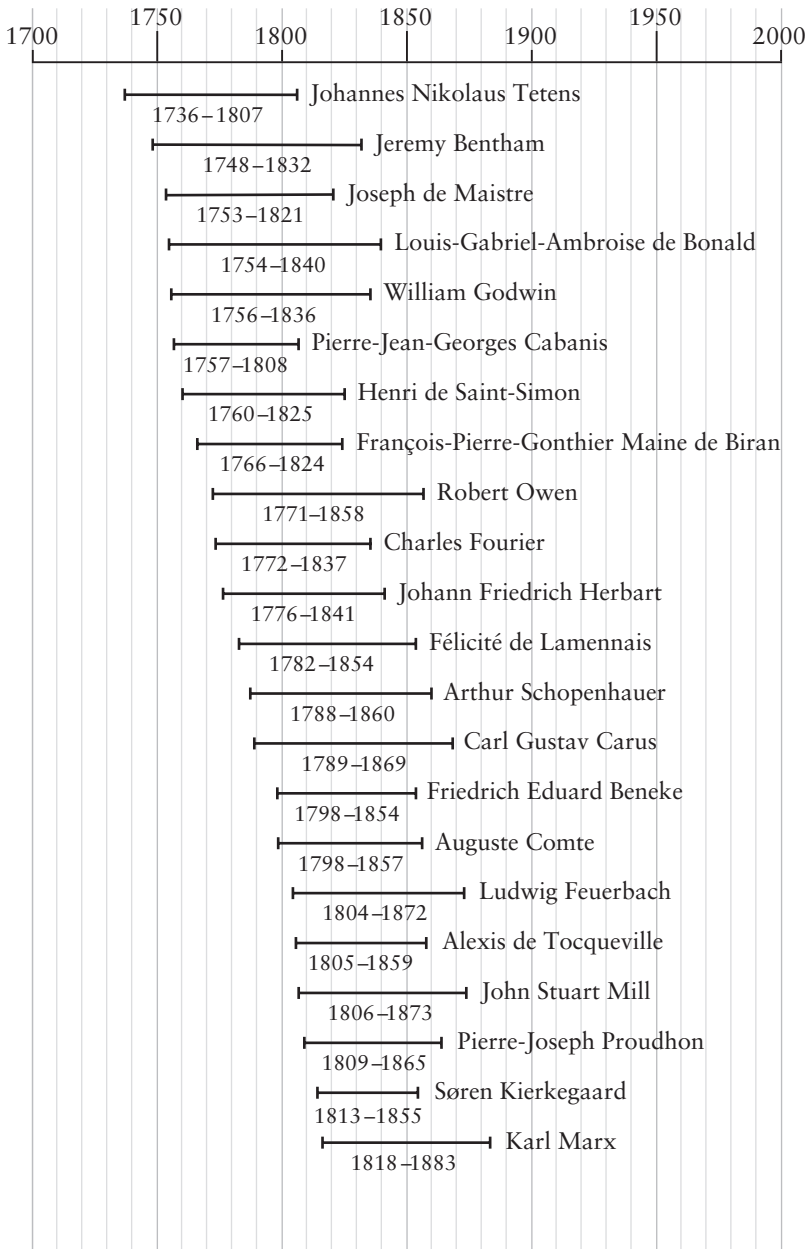 1700 1750 1800 1850 1900 1950 2000
Johannes Nikolaus Tetens
1736–1807
Jeremy Bentham
1748–1832
Joseph de Maistre
1753–1821
Louis-Gabriel-Ambroise de Bonald
1754–1840
William Godwin
1756–1836
Pierre-Jean-Georges Cabanis
1757–1808
Henri de Saint-Simon
1760–1825
François-Pierre-Gonthier Maine de Biran
1766–1824
Robert Owen
1771–1858
Charles Fourier
1772–1837
Johann Friedrich Herbart
1776–1841
Félicité de Lamennais
1782–1854
Arthur Schopenhauer
1788–1860
Carl Gustav Carus
1789–1869
Friedrich Eduard Beneke
1798–1854
Auguste Comte
1798–1857
Ludwig Feuerbach
1804–1872
Alexis de Tocqueville
1805–1859
John Stuart Mill
1806–1873
Pierre-Joseph Proudhon
1809–1865
Søren Kierkegaard
1813–1855
Karl Marx
1818–1883